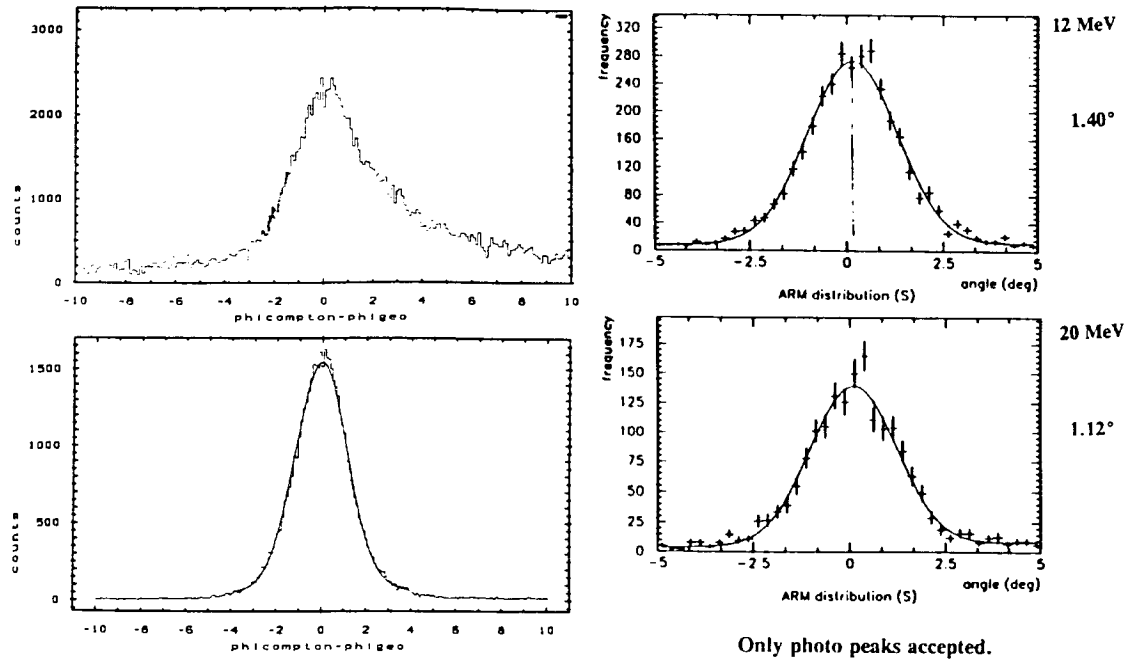 3000
2000
1000
0
counts
-10 -8 -6 -4 -2 0 2 4 6 8 10
phicompton-phigeo
1500
1000
500
0
counts
-10 -8 -6 -4 -2 0 2 4 6 8 10
phicompton-phigeo
320
280
240
200
160
120
80
40
0
frequency
-5 -2.5 0 2.5 5
angle (deg)
ARM distribution (S)
12 MeV
1.40°
175
150
125
100
75
50
25
0
frequency
-5 -2.5 0 2.5 5
angle (deg)
ARM distribution (S)
20 MeV
1.12°
Only photo peaks accepted.